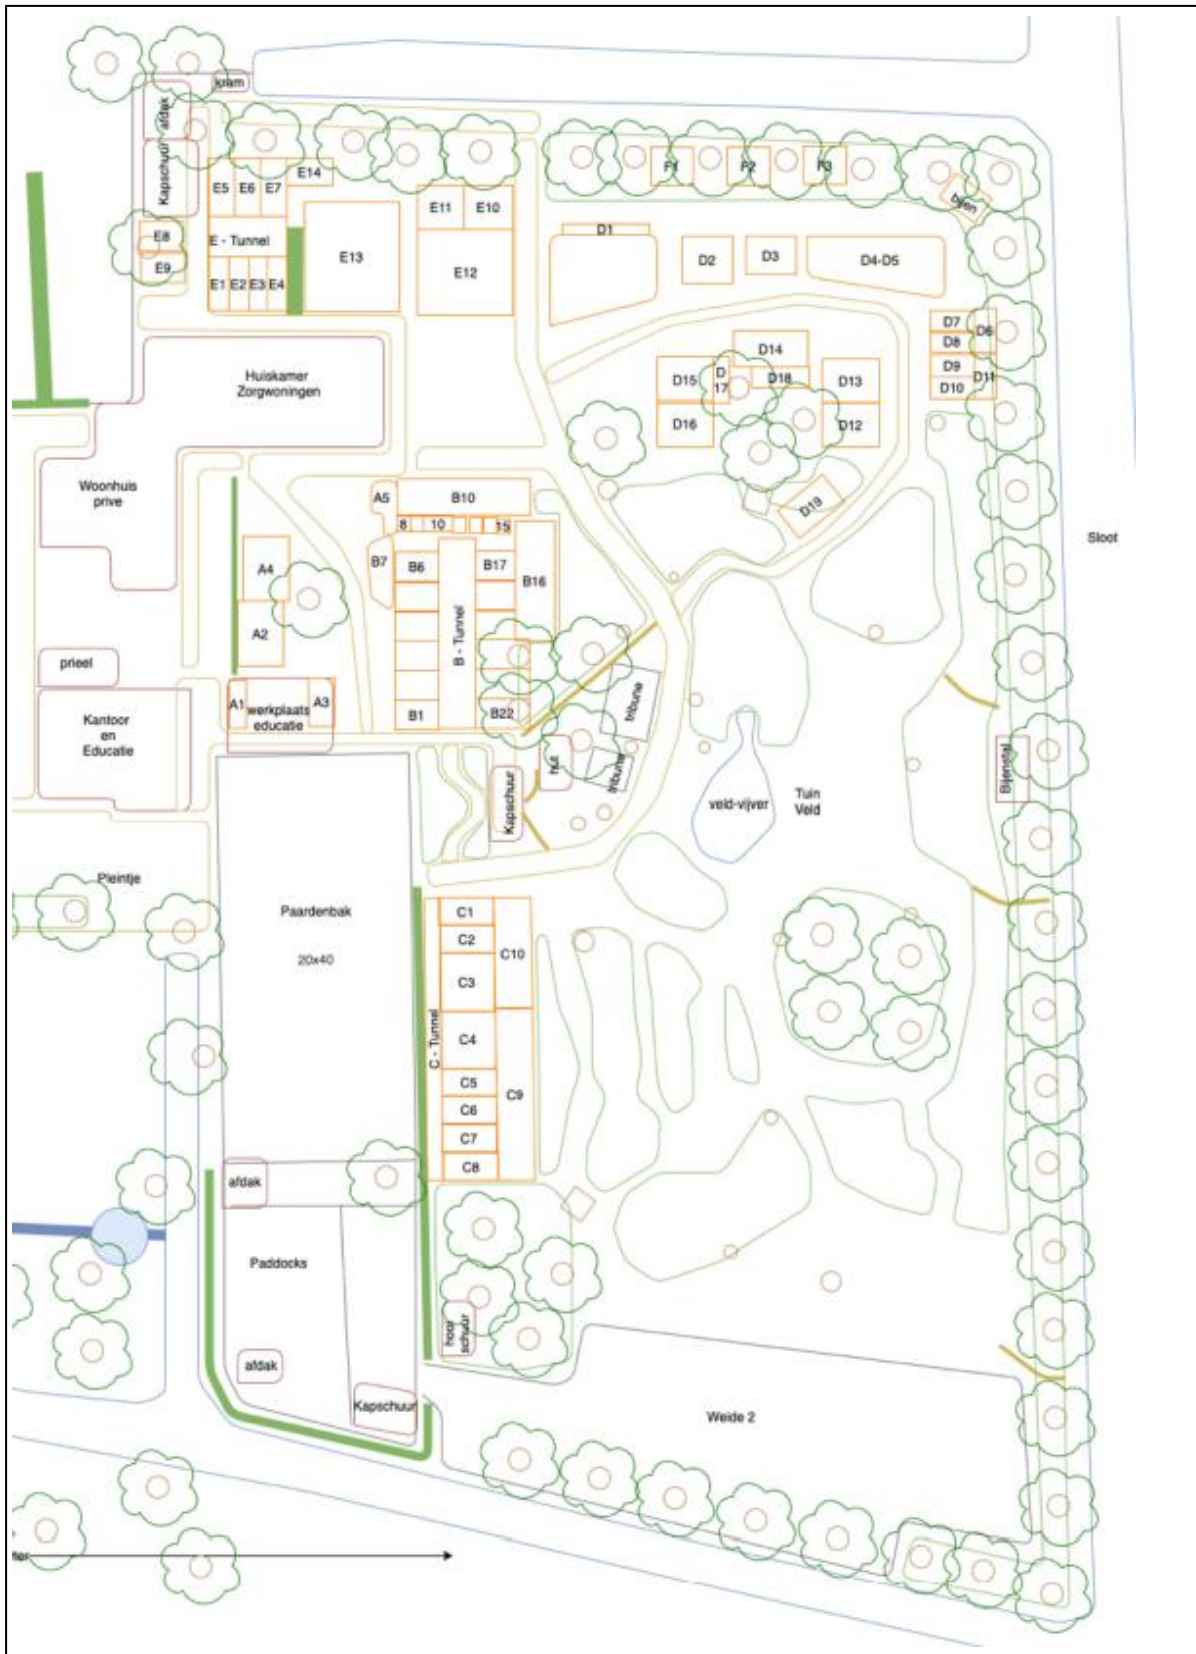 kram
afdak
Kapschuur
E5
E6
E7
E14
E8
E9
E - Tunnel
E1
E2
E3
E4
E13
E11
E10
E12
F1
F2
F3
bijen
D1
D2
D3
D4-D5
D7
D6
D8
D9
D11
D10
D14
D15
D
17
D18
D13
D16
D12
D19
Huiskamer
Zorgwoningen
Woonhuis
prive
A5
B10
8
10
15
B7
B6
B17
B16
B - Tunnel
B1
B22
A4
A2
A1
werkplaats
educatie
A3
prieel
Kantoor
en
Educatie
Sloot
tribune
tribune
hut
Kapschuur
veld-vijver
Tuin
Veld
Bijenstal
Pleintje
Paardenbak
20x40
C1
C2
C3
C10
C - Tunnel
C4
C5
C6
C7
C8
C9
afdak
Paddocks
afdak
Kapschuur
hooi
schuur
Weide 2